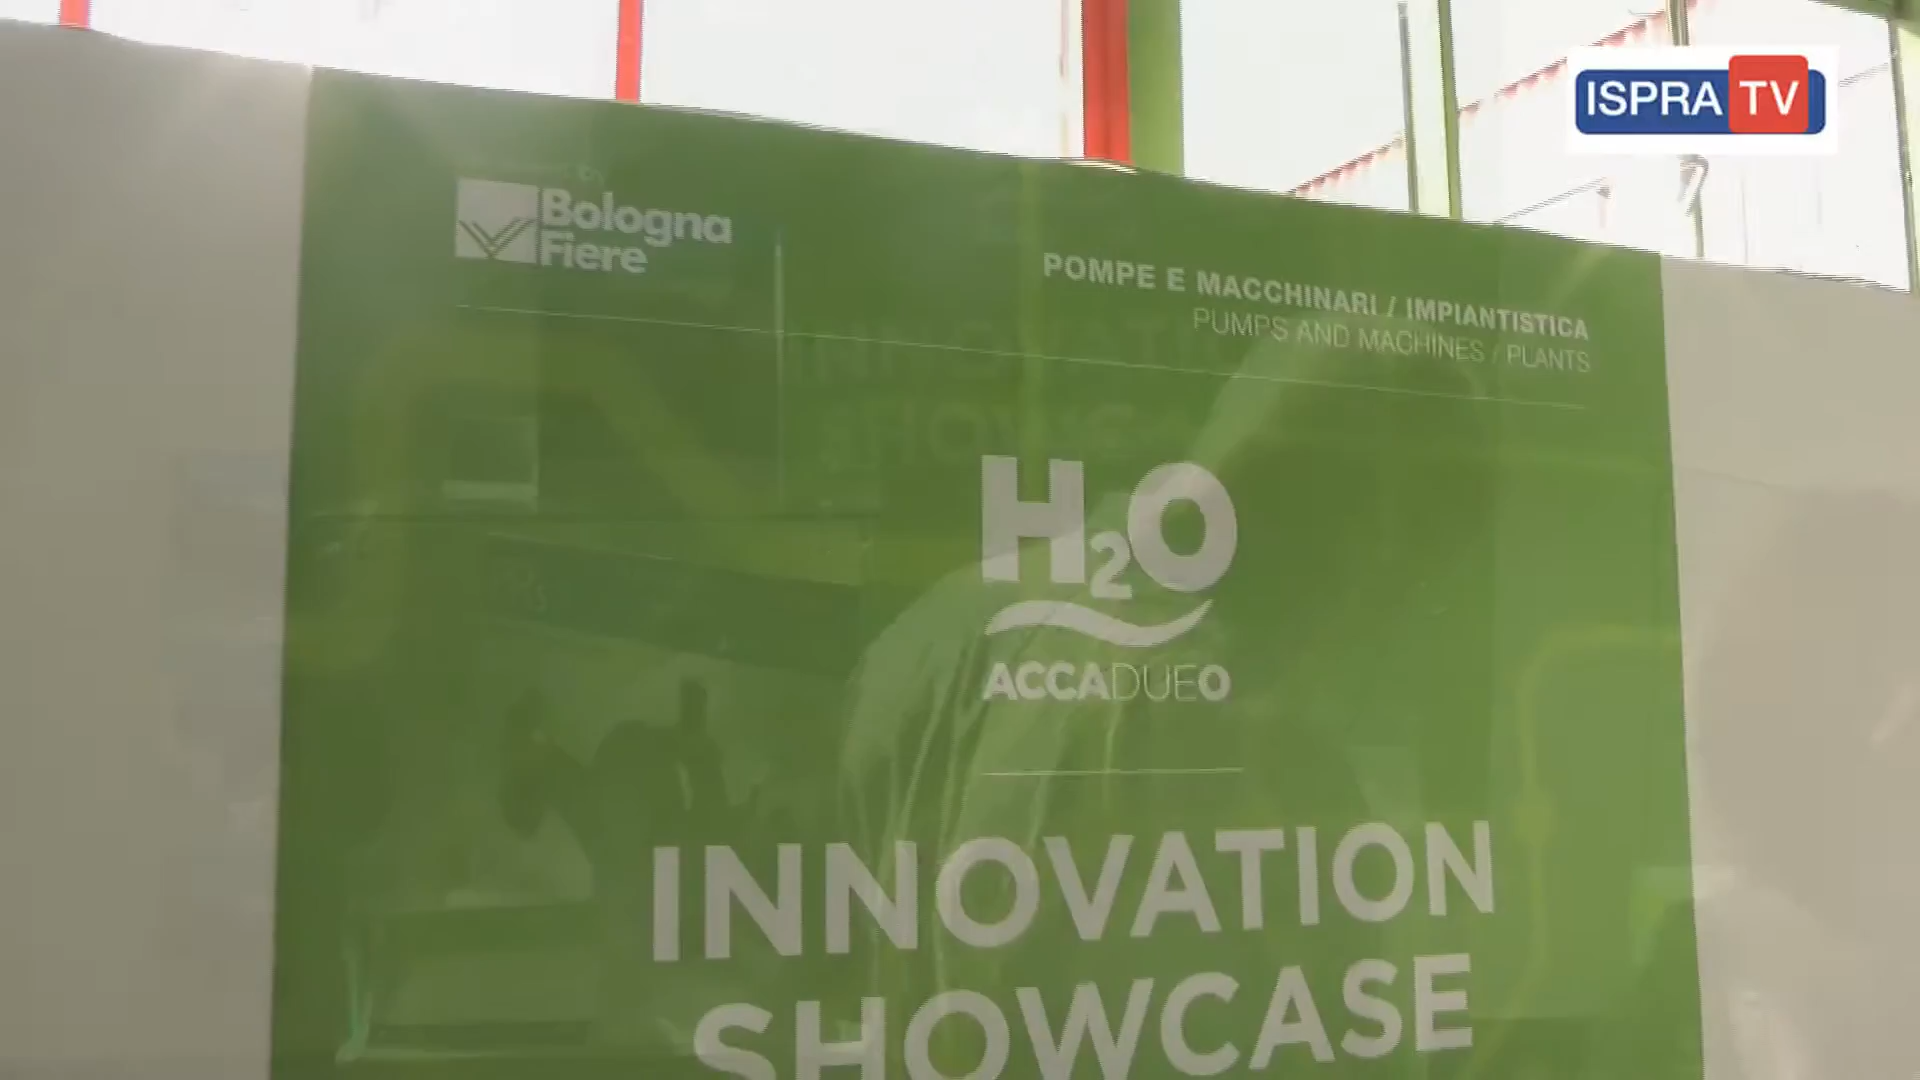 ISPRA TV
Bologna
Fiere
POMPE E MACCHINARI / IMPIANTISTICA
PUMPS AND MACHINES / PLANTS
H2O
ACCADUEO
INNOVATION
SHOWCASE